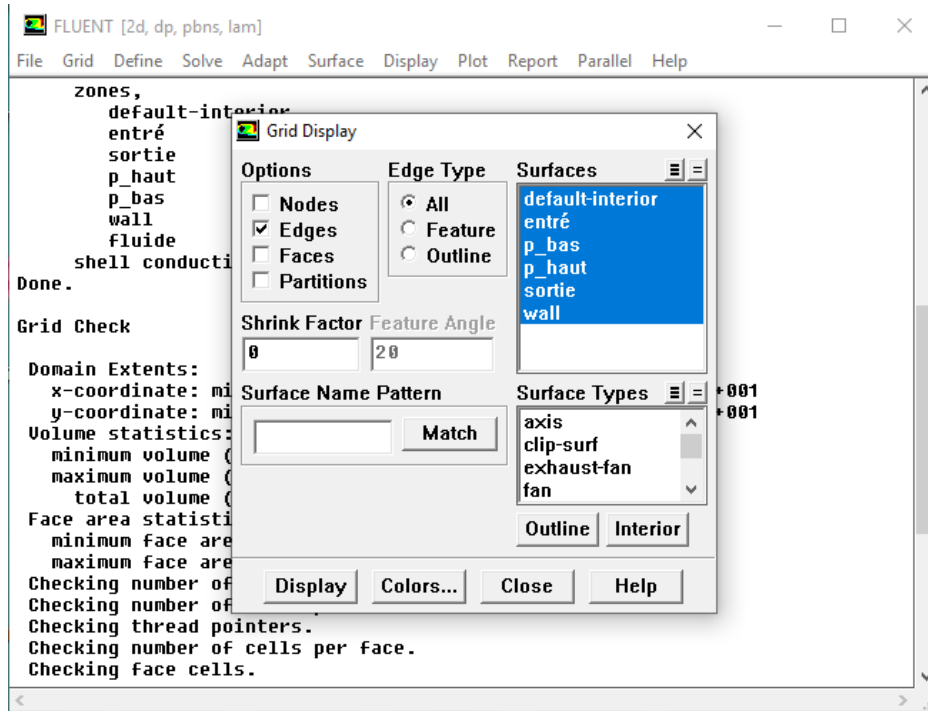 FLUENT [2d, dp, pbns, lam]
File Grid Define Solve Adapt Surface Display Plot Report Parallel Help
zones,
default-interior
entré
sortie
p_haut
p_bas
wall
fluide
shell conducti
Done.
Grid Check
Domain Extents:
x-coordinate: mi
+001
y-coordinate: mi
+001
Volume statistics:
minimum volume (
maximum volume (
total volume (
Face area statisti
minimum face are
maximum face are
Checking number of
Checking number of
Checking thread pointers.
Checking number of cells per face.
Checking face cells.
Grid Display
Options
Nodes
Edges
Faces
Partitions
Edge Type
All
Feature
Outline
Surfaces
default-interior
entré
p_bas
p_haut
sortie
wall
Shrink Factor Feature Angle
0
20
Surface Name Pattern
Match
Surface Types
axis
clip-surf
exhaust-fan
fan
Outline Interior
Display Colors... Close Help